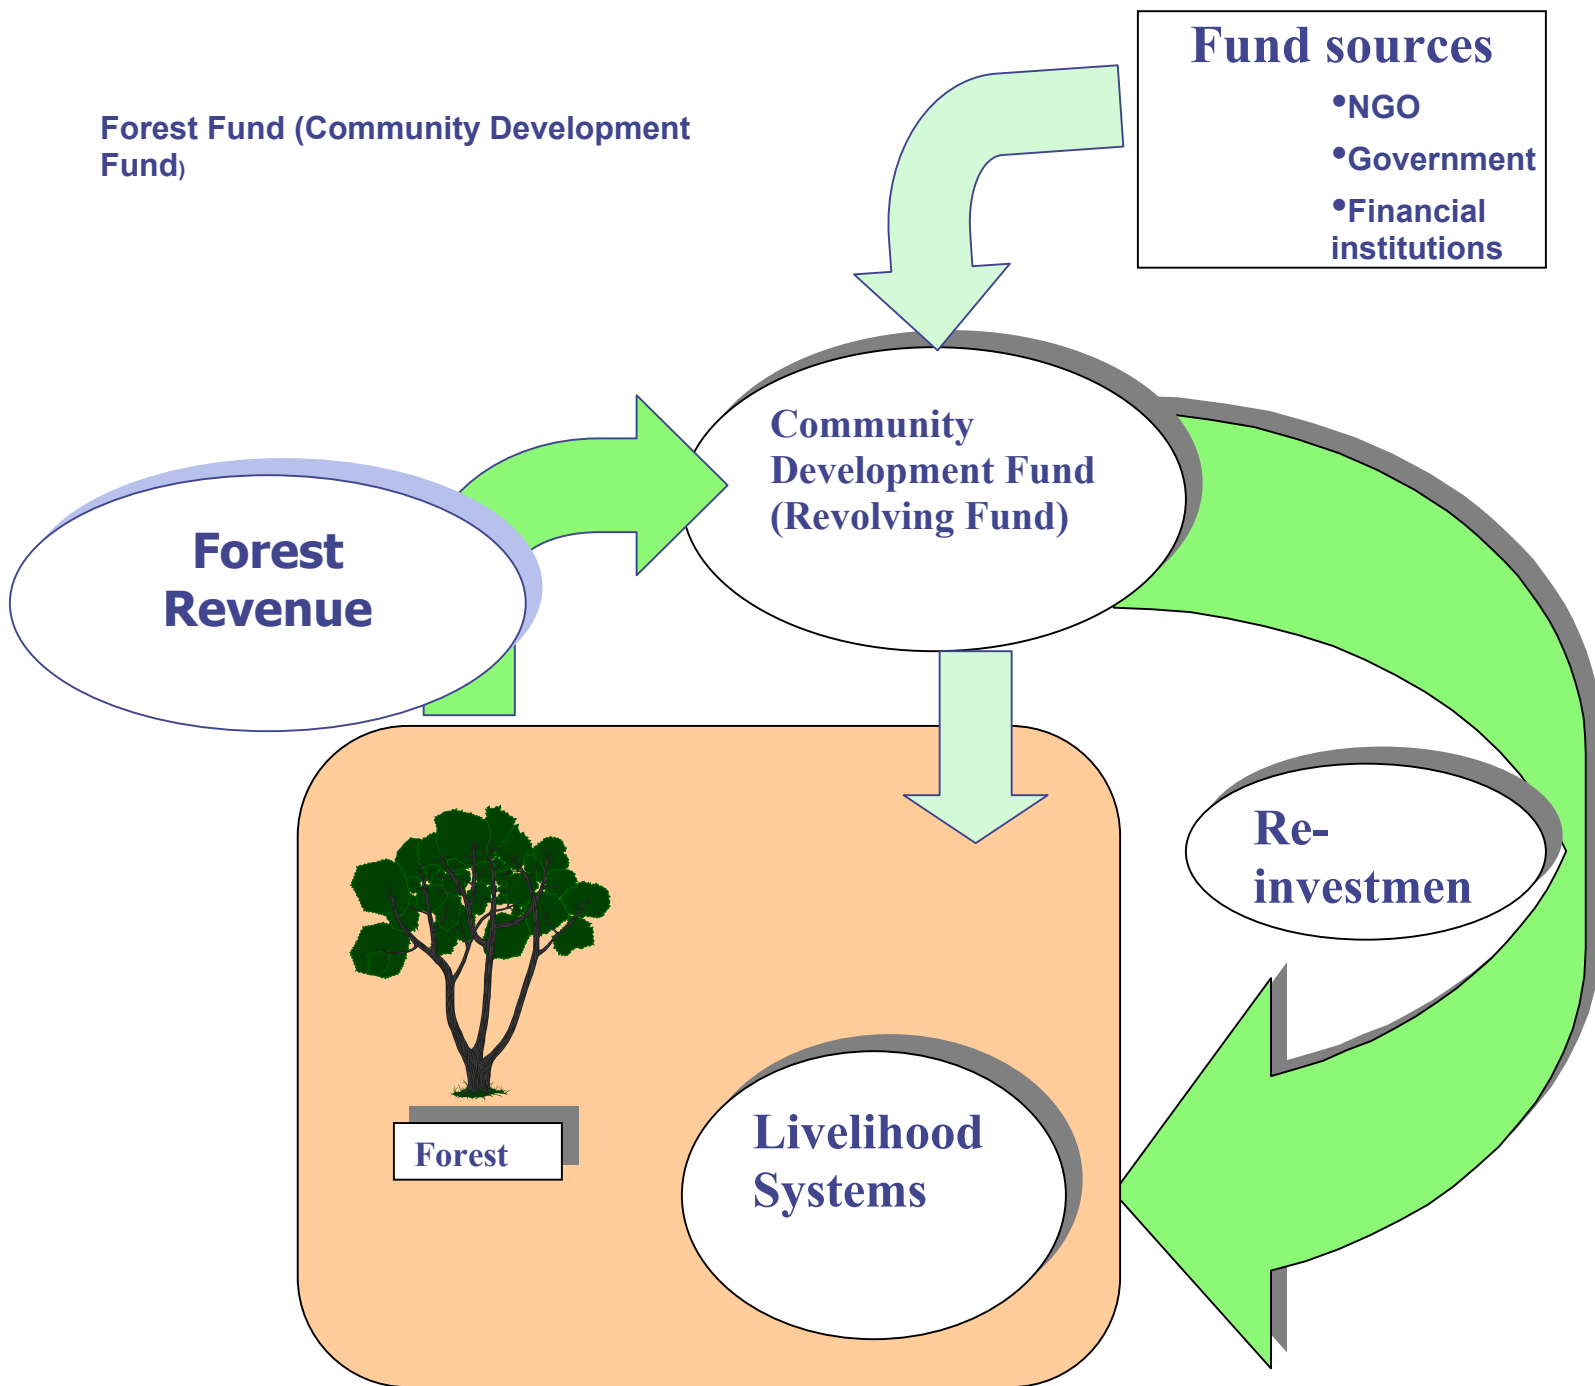 Fund sources
•NGO
•Government
•Financial
institutions
Forest Fund (Community Development
Fund)
Community
Development Fund
(Revolving Fund)
Forest
Revenue
Re-
investmen
Livelihood
Systems
Forest